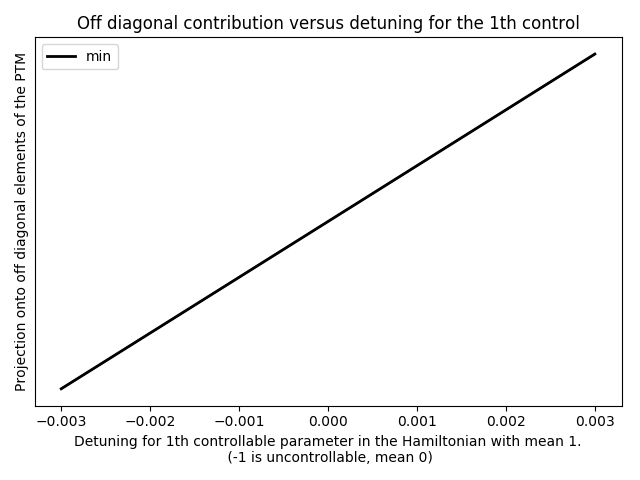 Off diagonal contribution versus detuning for the 1th control
min
Projection onto off diagonal elements of the PTM
−0.003 −0.002 −0.001 0.000 0.001 0.002 0.003
Detuning for 1th controllable parameter in the Hamiltonian with mean 1.
(-1 is uncontrollable, mean 0)